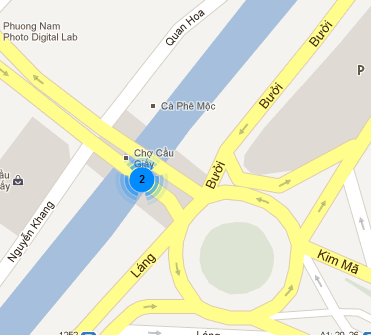 Quan Hoa
Phuong Nam
Photo Digital Lab
Bưởi
P
Bưởi
Cà Phê Mộc
Chợ Cầu
Giấy
2
Bưởi
Nguyễn Khang
Láng
Kim Mã